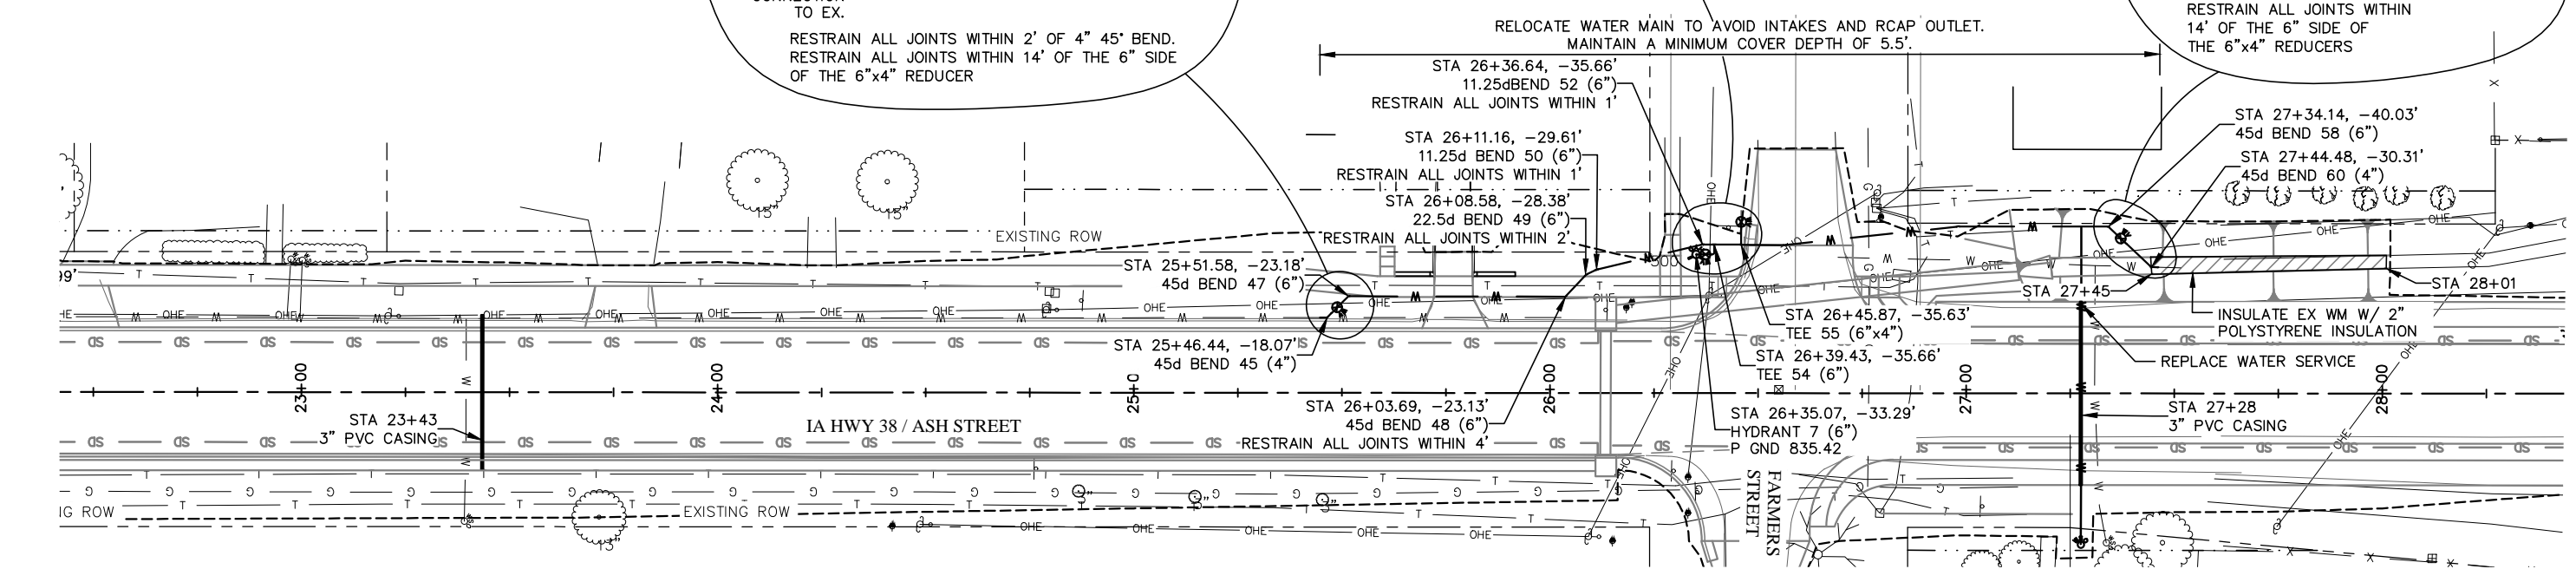 TO EX.
RESTRAIN ALL JOINTS WITHIN 2' OF 4" 45° BEND.
RESTRAIN ALL JOINTS WITHIN 14' OF THE 6" SIDE
OF THE 6"x4" REDUCER
RELOCATE WATER MAIN TO AVOID INTAKES AND RCAP OUTLET.
MAINTAIN A MINIMUM COVER DEPTH OF 5.5'.
RESTRAIN ALL JOINTS WITHIN
14' OF THE 6" SIDE OF
THE 6"x4" REDUCERS
STA 26+36.64, -35.66'
11.25dBEND 52 (6")
RESTRAIN ALL JOINTS WITHIN 1'
STA 26+11.16, -29.61'
11.25d BEND 50 (6")
RESTRAIN ALL JOINTS WITHIN 1'
STA 26+08.58, -28.38'
22.5d BEND 49 (6")
RESTRAIN ALL JOINTS WITHIN 2'
STA 27+34.14, -40.03'
45d BEND 58 (6")
STA 27+44.48, -30.31'
45d BEND 60 (4")
15"
15"
EXISTING ROW
STA 25+51.58, -23.18'
45d BEND 47 (6")
STA 25+46.44, -18.07'
45d BEND 45 (4")
STA 27+45
STA 28+01
INSULATE EX WM W/ 2"
POLYSTYRENE INSULATION
REPLACE WATER SERVICE
STA 26+45.87, -35.63'
TEE 55 (6"x4")
STA 26+39.43, -35.66'
TEE 54 (6")
STA 26+35.07, -33.29'
HYDRANT 7 (6")
P GND 835.42
STA 26+03.69, -23.13'
45d BEND 48 (6")
RESTRAIN ALL JOINTS WITHIN 4'
23+00
24+00
25+0
26+00
27+00
28+00
STA 23+43
3" PVC CASING
IA HWY 38 / ASH STREET
STA 27+28
3" PVC CASING
FARMERS
STREET
EXISTING ROW
NG ROW
13"
OHE
OHE
OHE
OHE
SD
SD
W
W
T
T
G
G